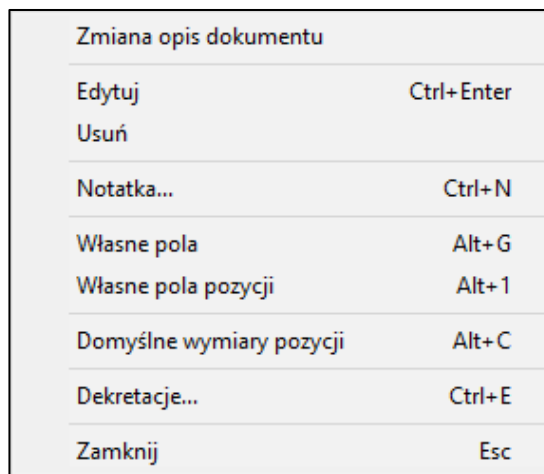 Zmiana opis dokumentu
Edytuj Ctrl+Enter
Usuń
Notatka... Ctrl+N
Własne pola Alt+G
Własne pola pozycji Alt+1
Domyślne wymiary pozycji Alt+C
Dekretacje... Ctrl+E
Zamknij Esc